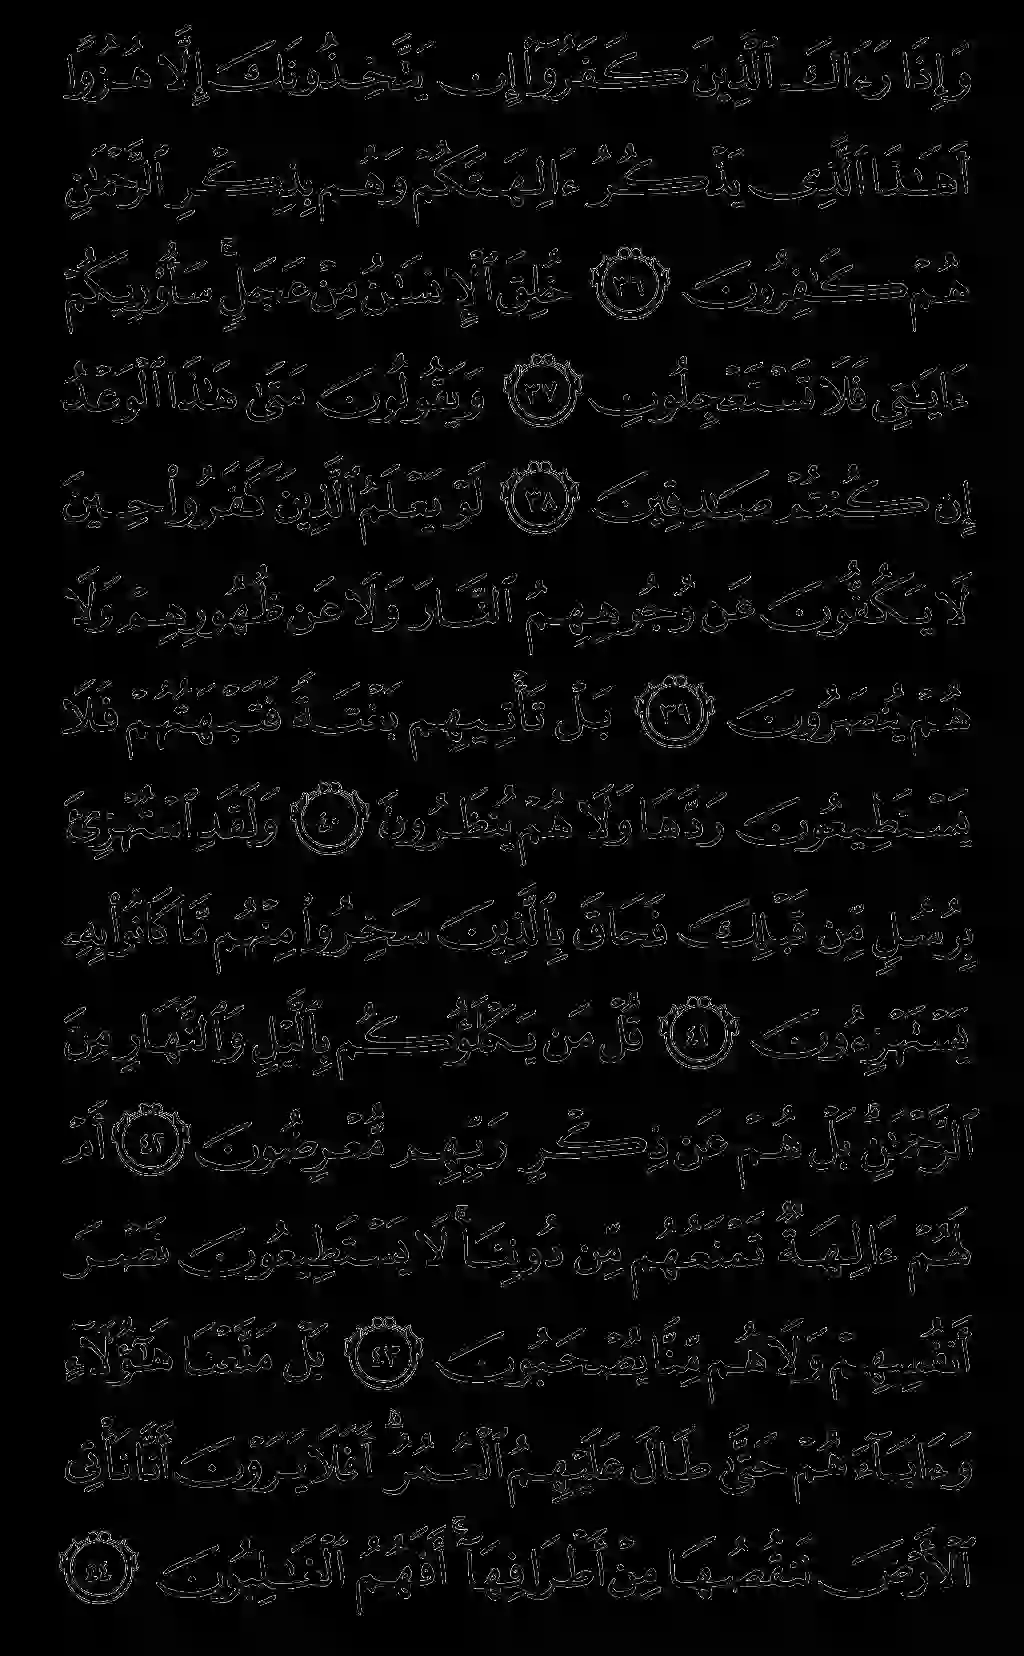 وَإِذَا رَءَاكَ ٱلَّذِينَ كَفَرُوٓا۟ إِن يَتَّخِذُونَكَ إِلَّا هُزُوًا
أَهَـٰذَا ٱلَّذِى يَذْكُرُ ءَالِهَتَكُمْ وَهُم بِذِكْرِ ٱلرَّحْمَـٰنِ
هُمْ كَـٰفِرُونَ ٣٦ خُلِقَ ٱلْإِنسَـٰنُ مِنْ عَجَلٍ ۚ سَأُو۟رِيكُمْ
ءَايَـٰتِى فَلَا تَسْتَعْجِلُونِ ٣٧ وَيَقُولُونَ مَتَىٰ هَـٰذَا ٱلْوَعْدُ
إِن كُنتُمْ صَـٰدِقِينَ ٣٨ لَوْ يَعْلَمُ ٱلَّذِينَ كَفَرُوا۟ حِينَ
لَا يَكُفُّونَ عَن وُجُوهِهِمُ ٱلنَّارَ وَلَا عَن ظُهُورِهِمْ وَلَا
هُمْ يُنصَرُونَ ٣٩ بَلْ تَأْتِيهِم بَغْتَةً فَتَبْهَتُهُمْ فَلَا
يَسْتَطِيعُونَ رَدَّهَا وَلَا هُمْ يُنظَرُونَ ٤٠ وَلَقَدِ ٱسْتُهْزِئَ
بِرُسُلٍ مِّن قَبْلِكَ فَحَاقَ بِٱلَّذِينَ سَخِرُوا۟ مِنْهُم مَّا كَانُوا۟ بِهِۦ
يَسْتَهْزِءُونَ ٤١ قُلْ مَن يَكْلَؤُكُم بِٱلَّيْلِ وَٱلنَّهَارِ مِنَ
ٱلرَّحْمَـٰنِ ۗ بَلْ هُمْ عَن ذِكْرِ رَبِّهِم مُّعْرِضُونَ ٤٢ أَمْ
لَهُمْ ءَالِهَةٌ تَمْنَعُهُم مِّن دُونِنَا ۚ لَا يَسْتَطِيعُونَ نَصْرَ
أَنفُسِهِمْ وَلَا هُم مِّنَّا يُصْحَبُونَ ٤٣ بَلْ مَتَّعْنَا هَـٰٓؤُلَآءِ
وَءَابَآءَهُمْ حَتَّىٰ طَالَ عَلَيْهِمُ ٱلْعُمُرُ ۗ أَفَلَا يَرَوْنَ أَنَّا نَأْتِى
ٱلْأَرْضَ نَنقُصُهَا مِنْ أَطْرَافِهَآ ۚ أَفَهُمُ ٱلْغَـٰلِبُونَ ٤٤